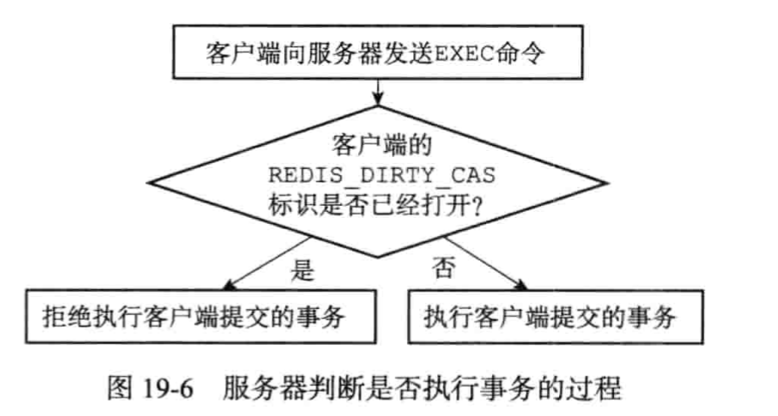 客户端向服务器发送EXEC命令
客户端的
REDIS_DIRTY_CAS
标识是否已经打开?
是
否
拒绝执行客户端提交的事务
执行客户端提交的事务
图 19-6 服务器判断是否执行事务的过程